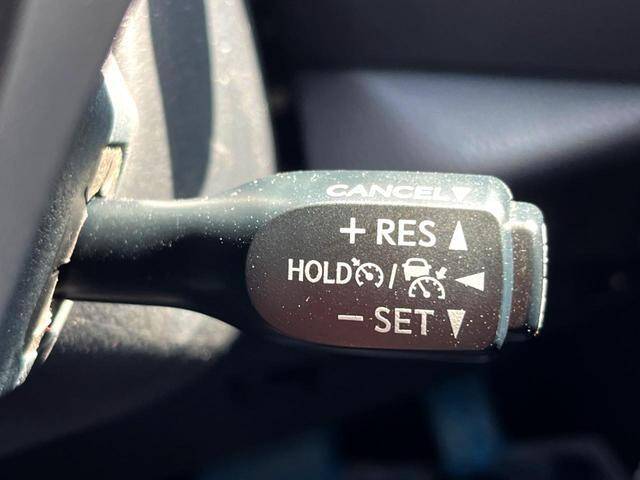 CANCEL▼
+ RES ▲
HOLD / ◀
− SET ▼